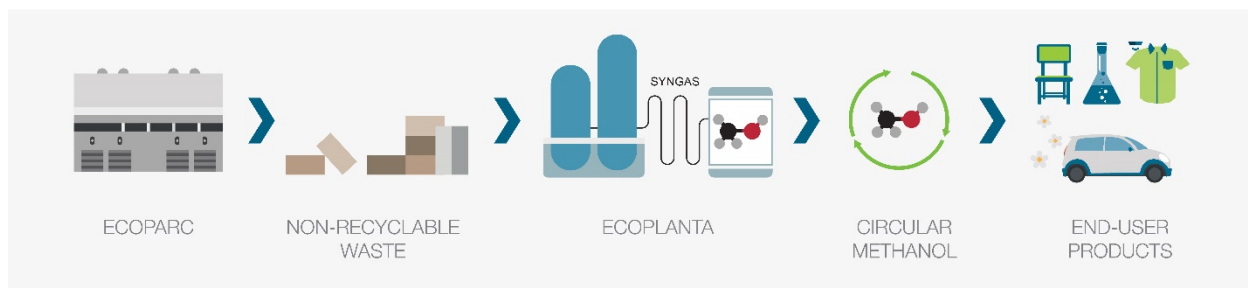 SYNGAS
ECOPARC
NON-RECYCLABLE
WASTE
ECOPLANTA
CIRCULAR
METHANOL
END-USER
PRODUCTS